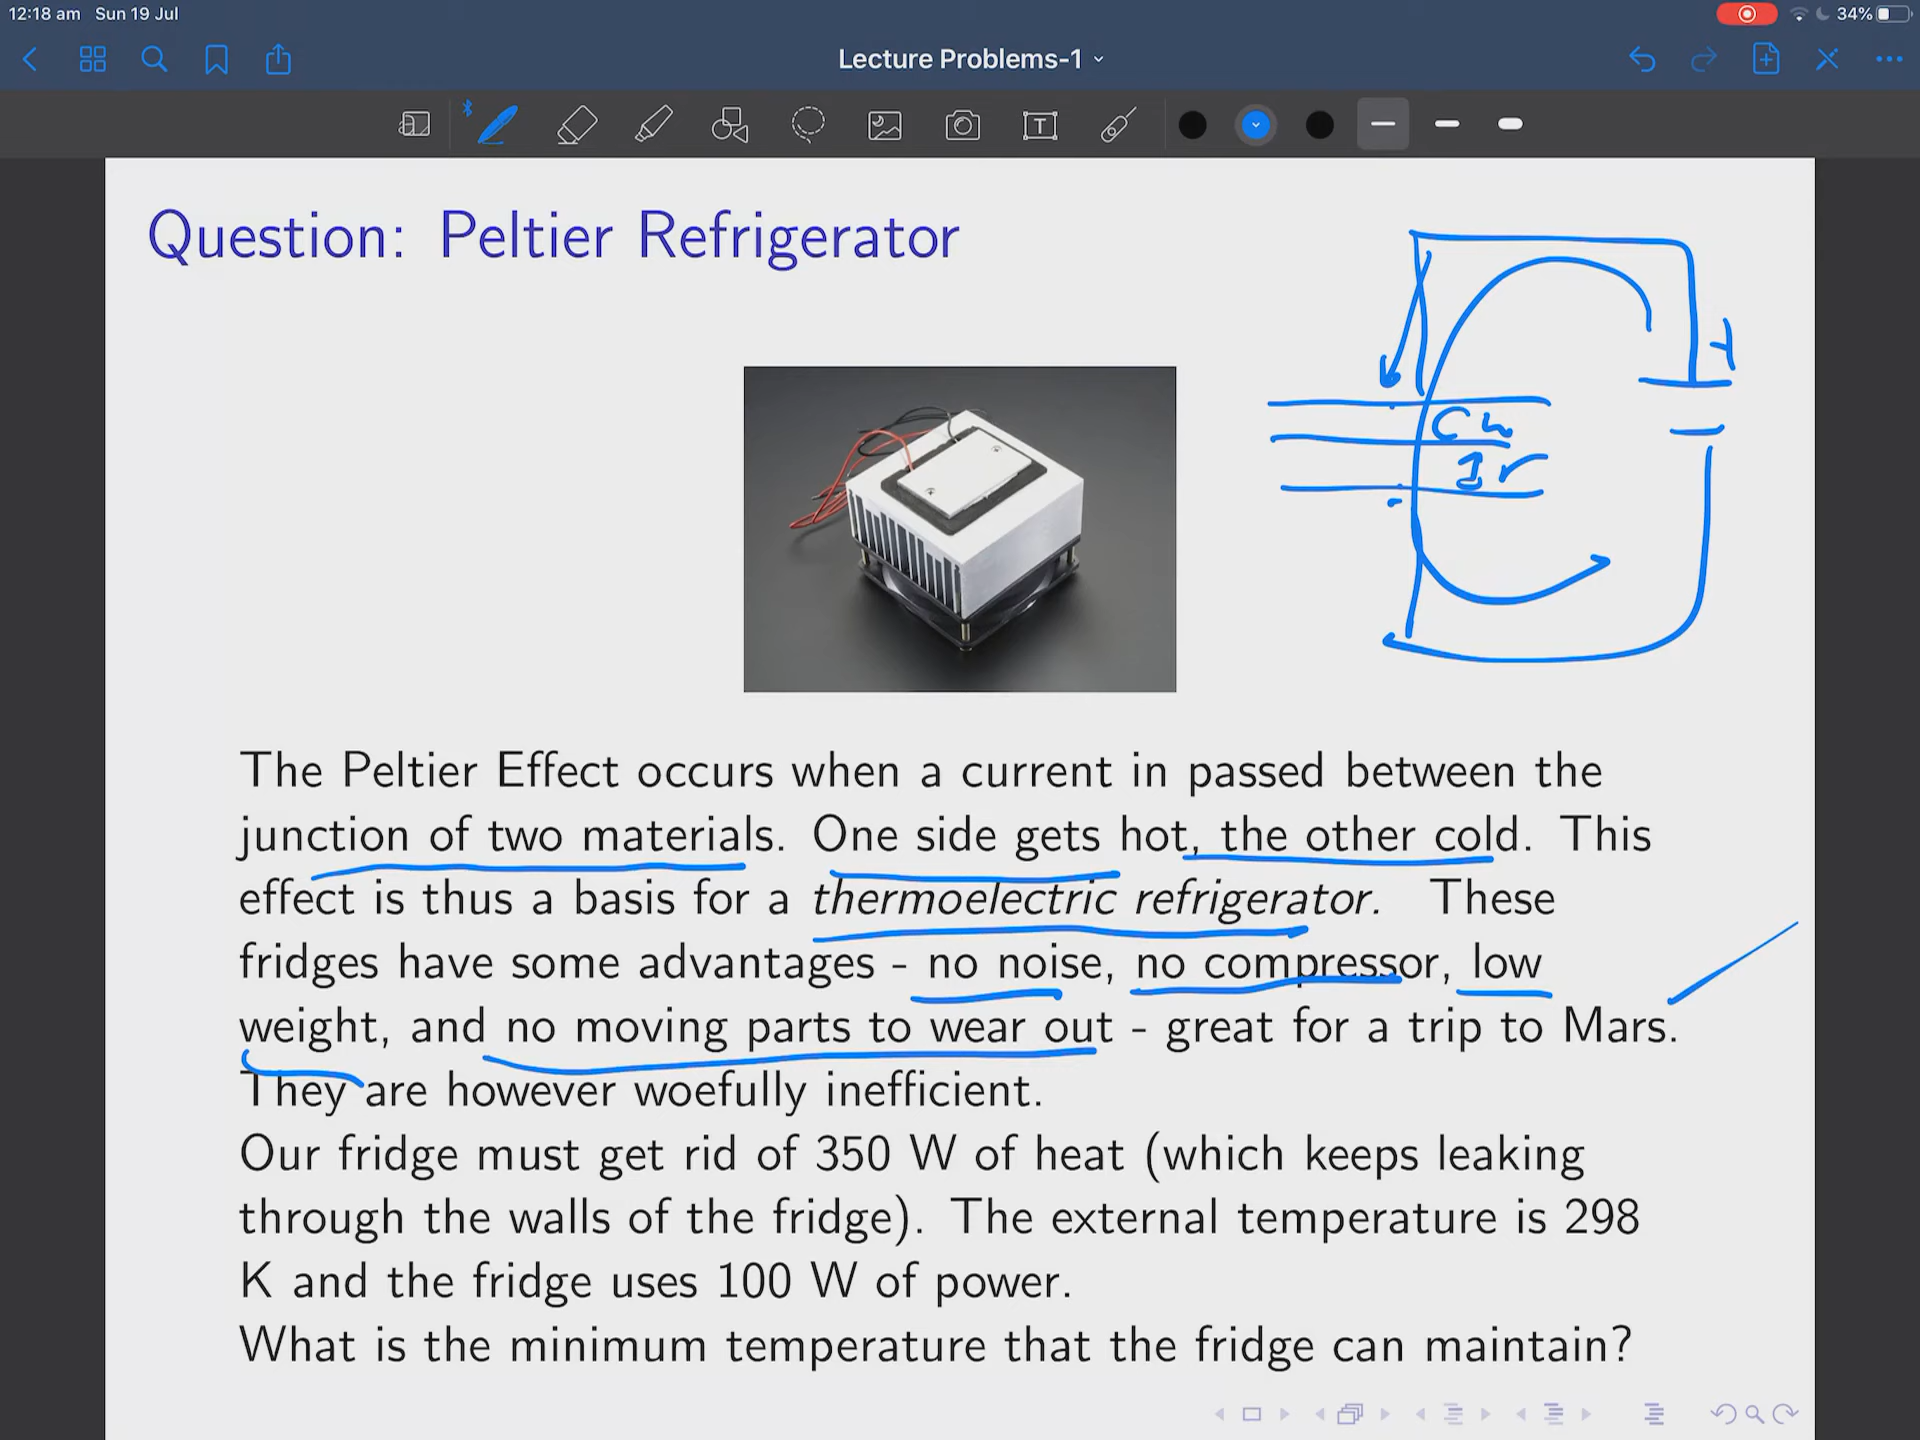 12:18 am Sun 19 Jul
34%
Lecture Problems-1
Question: Peltier Refrigerator
Cu
Ir
The Peltier Effect occurs when a current in passed between the
junction of two materials. One side gets hot, the other cold. This
effect is thus a basis for a thermoelectric refrigerator. These
fridges have some advantages - no noise, no compressor, low
weight, and no moving parts to wear out - great for a trip to Mars.
They are however woefully inefficient.
Our fridge must get rid of 350 W of heat (which keeps leaking
through the walls of the fridge). The external temperature is 298
K and the fridge uses 100 W of power.
What is the minimum temperature that the fridge can maintain?